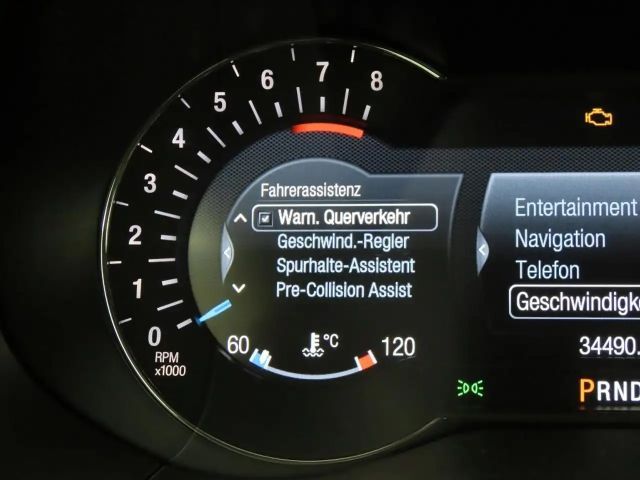 8
7
6
5
4
3
2
1
0
RPM
x1000
Fahrerassistenz
Warn. Querverkehr
Geschwind.-Regler
Spurhalte-Assistent
Pre-Collision Assist
60
°C
120
Entertainment
Navigation
Telefon
Geschwindigke
34490.
PRND